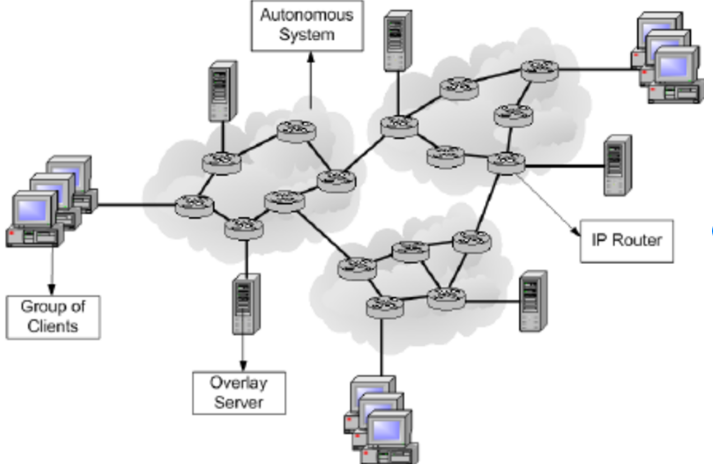 Autonomous
System
IP Router
Group of
Clients
Overlay
Server